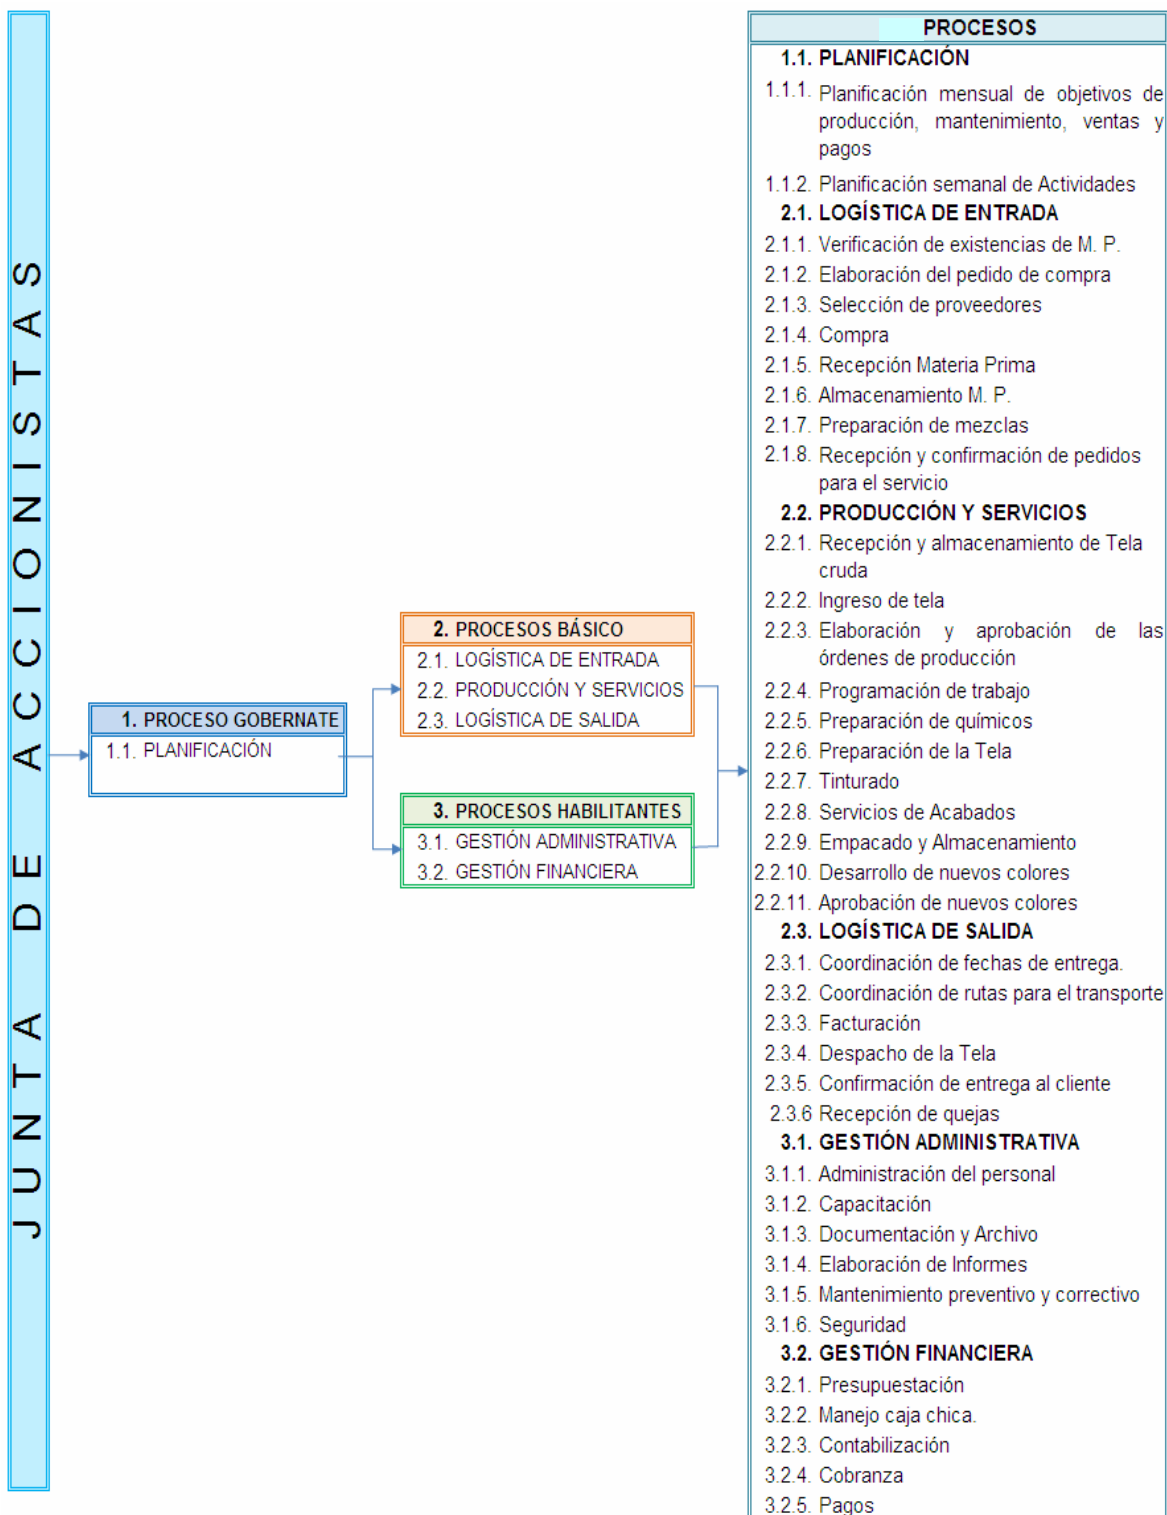 JUNTA DE ACCIONISTAS
1. PROCESO GOBERNATE
1.1. PLANIFICACIÓN
2. PROCESOS BÁSICO
2.1. LOGÍSTICA DE ENTRADA
2.2. PRODUCCIÓN Y SERVICIOS
2.3. LOGÍSTICA DE SALIDA
3. PROCESOS HABILITANTES
3.1. GESTIÓN ADMINISTRATIVA
3.2. GESTIÓN FINANCIERA
PROCESOS
1.1. PLANIFICACIÓN
1.1.1. Planificación mensual de objetivos de
producción, mantenimiento, ventas y
pagos
1.1.2. Planificación semanal de Actividades
2.1. LOGÍSTICA DE ENTRADA
2.1.1. Verificación de existencias de M. P.
2.1.2. Elaboración del pedido de compra
2.1.3. Selección de proveedores
2.1.4. Compra
2.1.5. Recepción Materia Prima
2.1.6. Almacenamiento M. P.
2.1.7. Preparación de mezclas
2.1.8. Recepción y confirmación de pedidos
para el servicio
2.2. PRODUCCIÓN Y SERVICIOS
2.2.1. Recepción y almacenamiento de Tela
cruda
2.2.2. Ingreso de tela
2.2.3. Elaboración y aprobación de las
órdenes de producción
2.2.4. Programación de trabajo
2.2.5. Preparación de químicos
2.2.6. Preparación de la Tela
2.2.7. Tinturado
2.2.8. Servicios de Acabados
2.2.9. Empacado y Almacenamiento
2.2.10. Desarrollo de nuevos colores
2.2.11. Aprobación de nuevos colores
2.3. LOGÍSTICA DE SALIDA
2.3.1. Coordinación de fechas de entrega.
2.3.2. Coordinación de rutas para el transporte
2.3.3. Facturación
2.3.4. Despacho de la Tela
2.3.5. Confirmación de entrega al cliente
2.3.6 Recepción de quejas
3.1. GESTIÓN ADMINISTRATIVA
3.1.1. Administración del personal
3.1.2. Capacitación
3.1.3. Documentación y Archivo
3.1.4. Elaboración de Informes
3.1.5. Mantenimiento preventivo y correctivo
3.1.6. Seguridad
3.2. GESTIÓN FINANCIERA
3.2.1. Presupuestación
3.2.2. Manejo caja chica.
3.2.3. Contabilización
3.2.4. Cobranza
3.2.5. Pagos